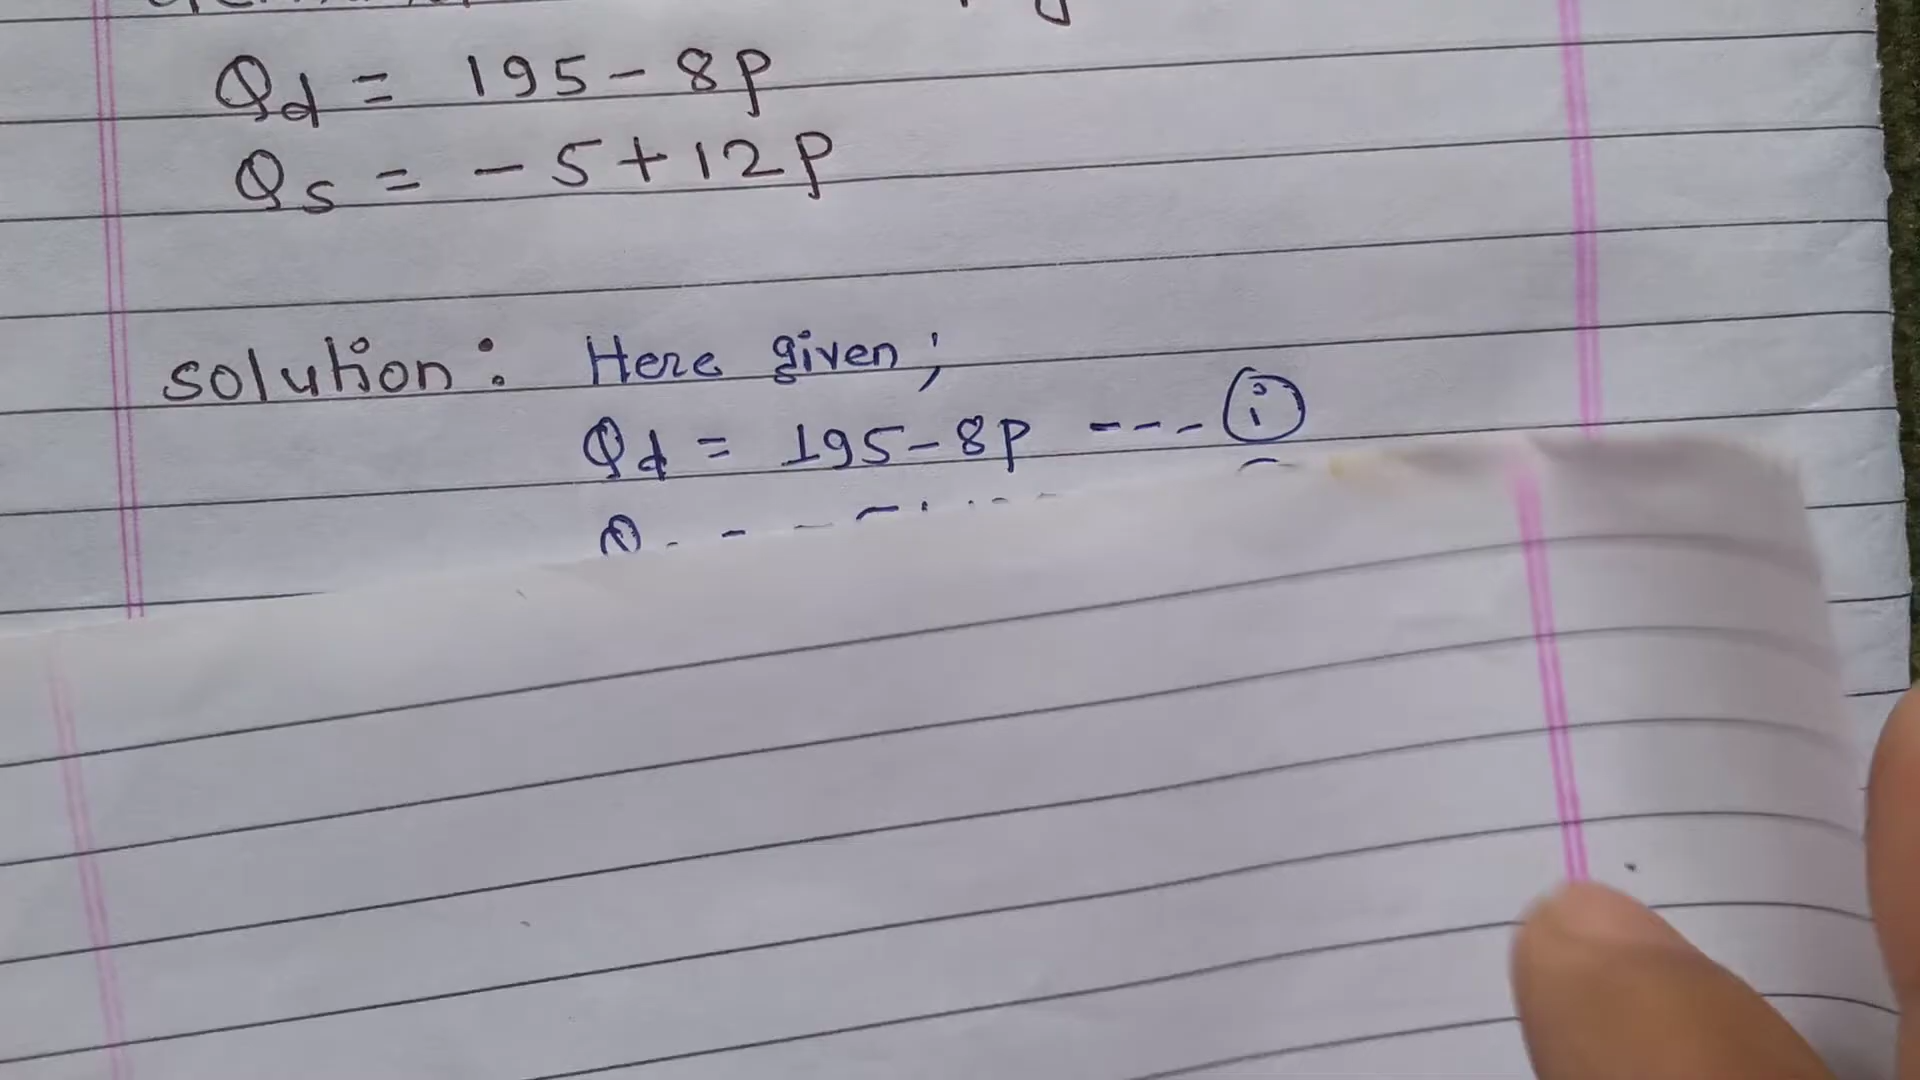 Qd = 195 - 8P
Qs = - 5 + 12P
solution : Here given ;
Qd = 195 - 8P --- (i)